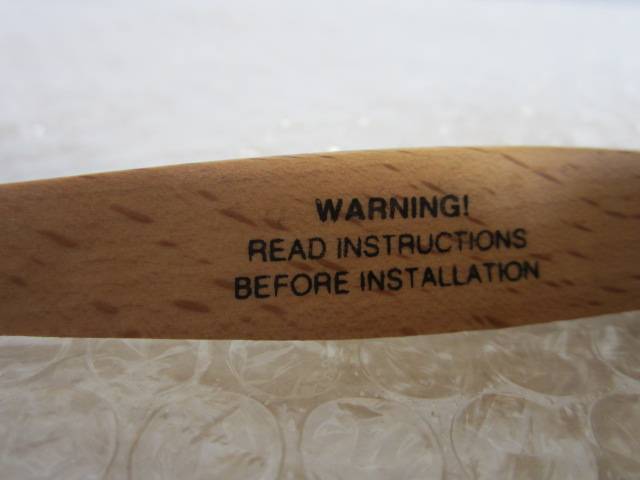 WARNING!
READ INSTRUCTIONS
BEFORE INSTALLATION